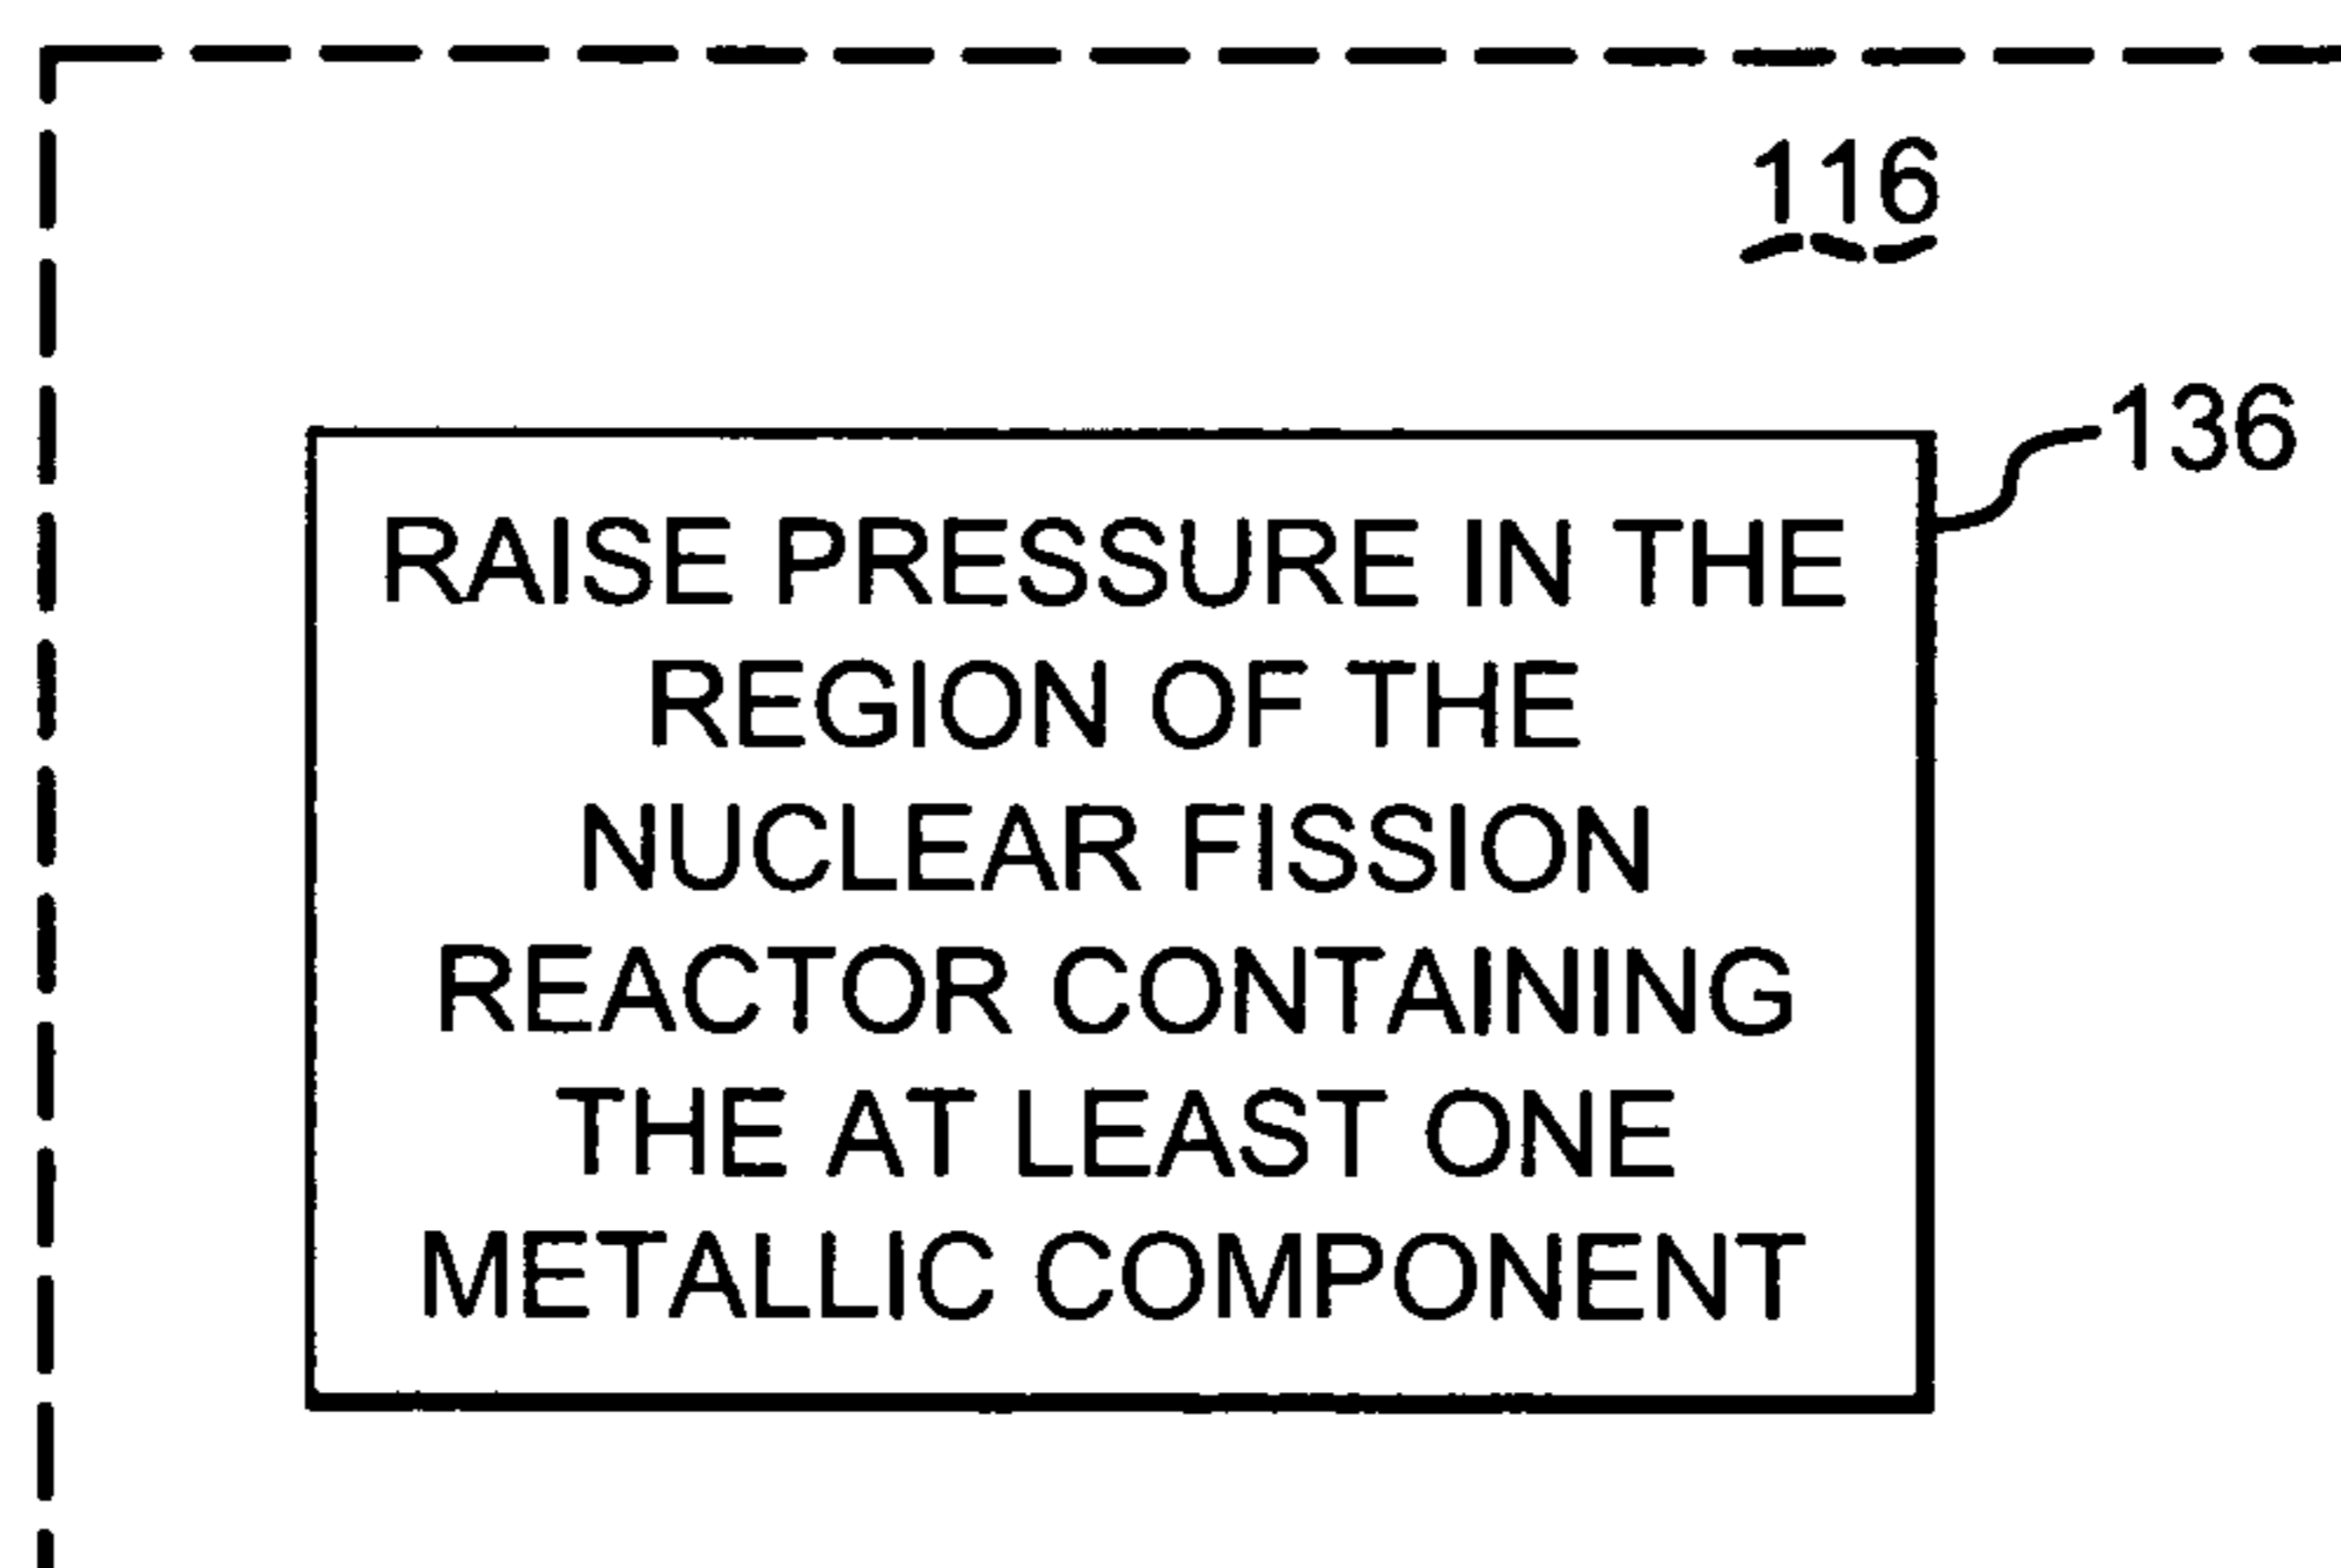 116
136
RAISE PRESSURE IN THE
REGION OF THE
NUCLEAR FISSION
REACTOR CONTAINING
THE AT LEAST ONE
METALLIC COMPONENT